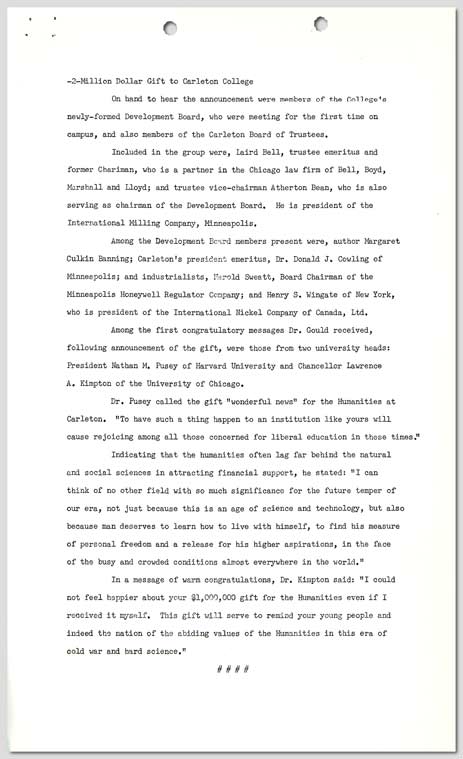 -2-Million Dollar Gift to Carleton College
On hand to hear the announcement were members of the College's
newly-formed Development Board, who were meeting for the first time on
campus, and also members of the Carleton Board of Trustees.
Included in the group were, Laird Bell, trustee emeritus and
former Chariman, who is a partner in the Chicago law firm of Bell, Boyd,
Marshall and Lloyd; and trustee vice-chairman Atherton Bean, who is also
serving as chairman of the Development Board. He is president of the
International Milling Company, Minneapolis.
Among the Development Board members present were, author Margaret
Culkin Banning; Carleton's president emeritus, Dr. Donald J. Cowling of
Minneapolis; and industrialists, Harold Sweatt, Board Chairman of the
Minneapolis Honeywell Regulator Company; and Henry S. Wingate of New York,
who is president of the International Nickel Company of Canada, Ltd.
Among the first congratulatory messages Dr. Gould received,
following announcement of the gift, were those from two university heads:
President Nathan M. Pusey of Harvard University and Chancellor Lawrence
A. Kimpton of the University of Chicago.
Dr. Pusey called the gift "wonderful news" for the Humanities at
Carleton. "To have such a thing happen to an institution like yours will
cause rejoicing among all those concerned for liberal education in these times."
Indicating that the humanities often lag far behind the natural
and social sciences in attracting financial support, he stated: "I can
think of no other field with so much significance for the future temper of
our era, not just because this is an age of science and technology, but also
because man deserves to learn how to live with himself, to find his measure
of personal freedom and a release for his higher aspirations, in the face
of the busy and crowded conditions almost everywhere in the world."
In a message of warm congratulations, Dr. Kimpton said: "I could
not feel happier about your $1,000,000 gift for the Humanities even if I
received it myself. This gift will serve to remind your young people and
indeed the nation of the abiding values of the Humanities in this era of
cold war and hard science."
# # # #